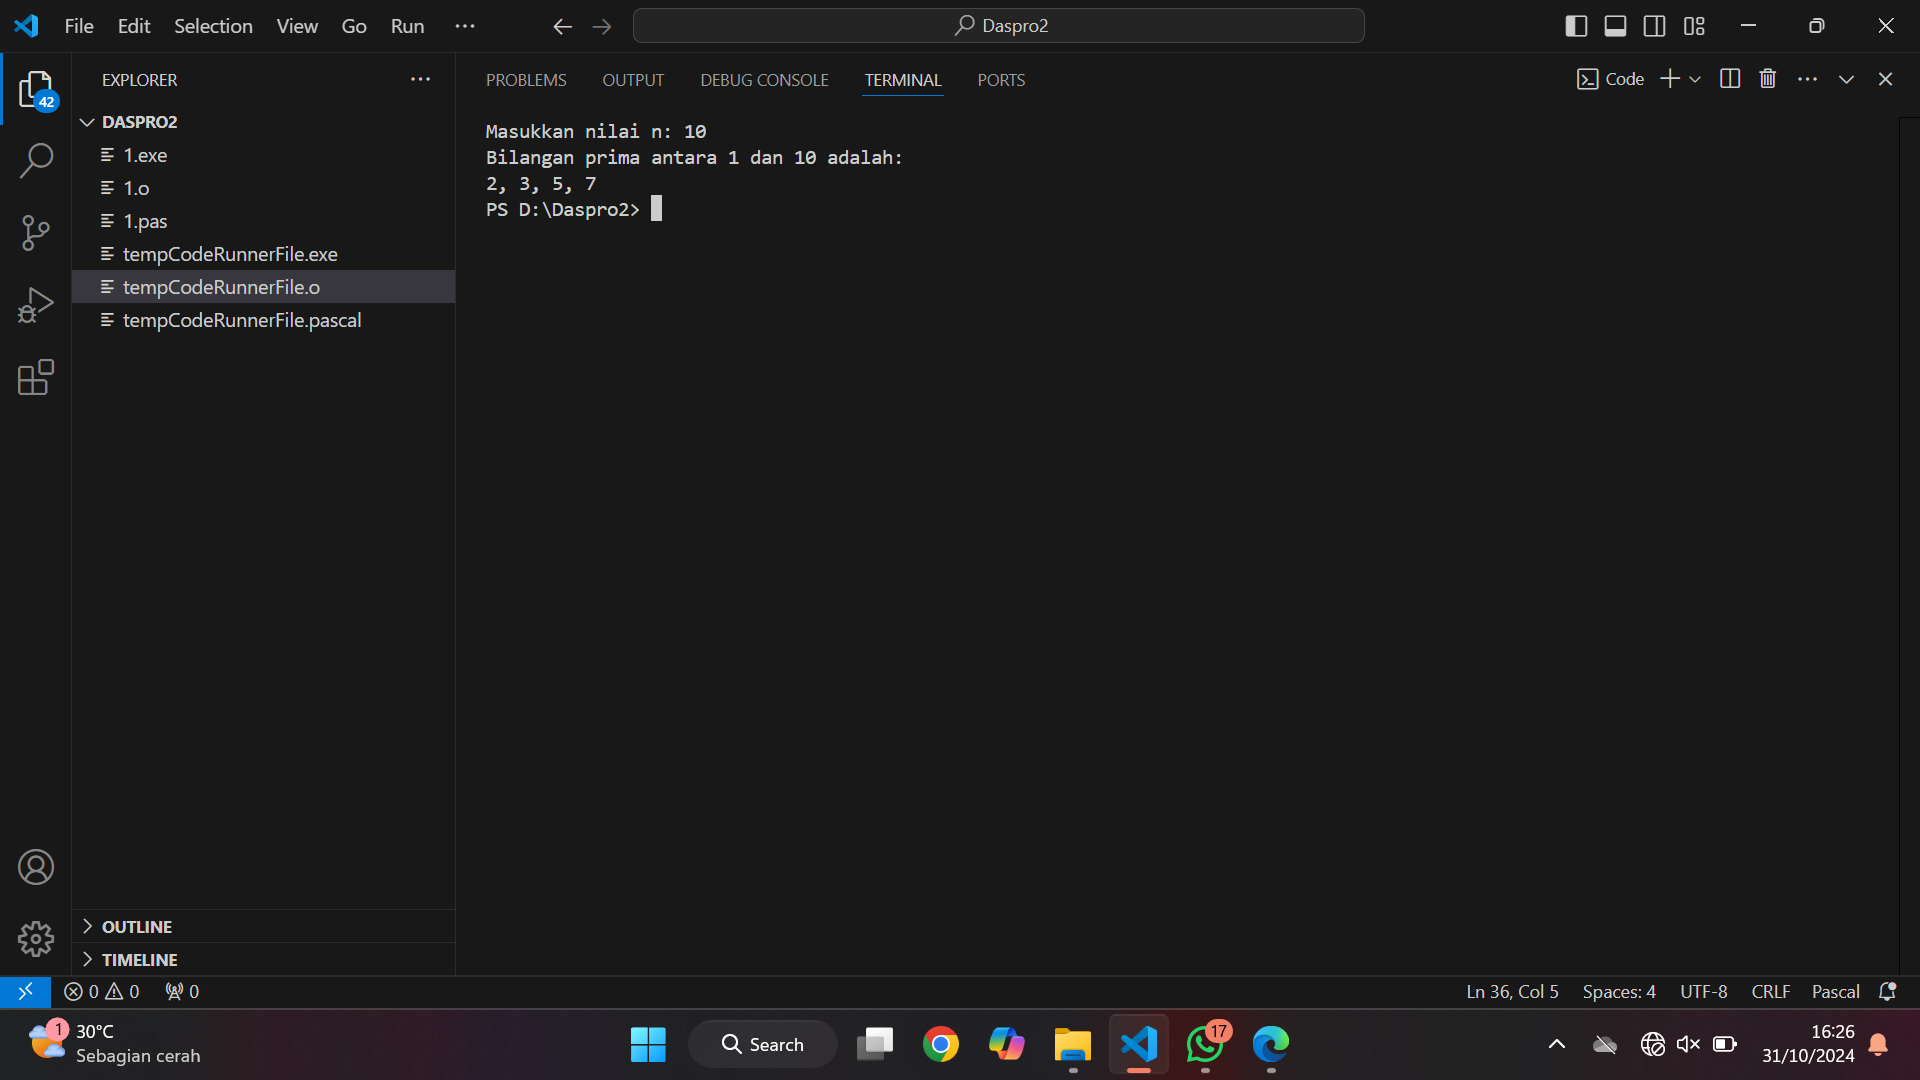 File Edit Selection View Go Run ···
Daspro2
42
EXPLORER ···
DASPRO2
1.exe
1.o
1.pas
tempCodeRunnerFile.exe
tempCodeRunnerFile.o
tempCodeRunnerFile.pascal
OUTLINE
TIMELINE
PROBLEMS OUTPUT DEBUG CONSOLE TERMINAL PORTS
Code
Masukkan nilai n: 10
Bilangan prima antara 1 dan 10 adalah:
2, 3, 5, 7
PS D:\Daspro2>
0 0 0
Ln 36, Col 5 Spaces: 4 UTF-8 CRLF Pascal
1
30°C
Sebagian cerah
Search
17
16:26
31/10/2024